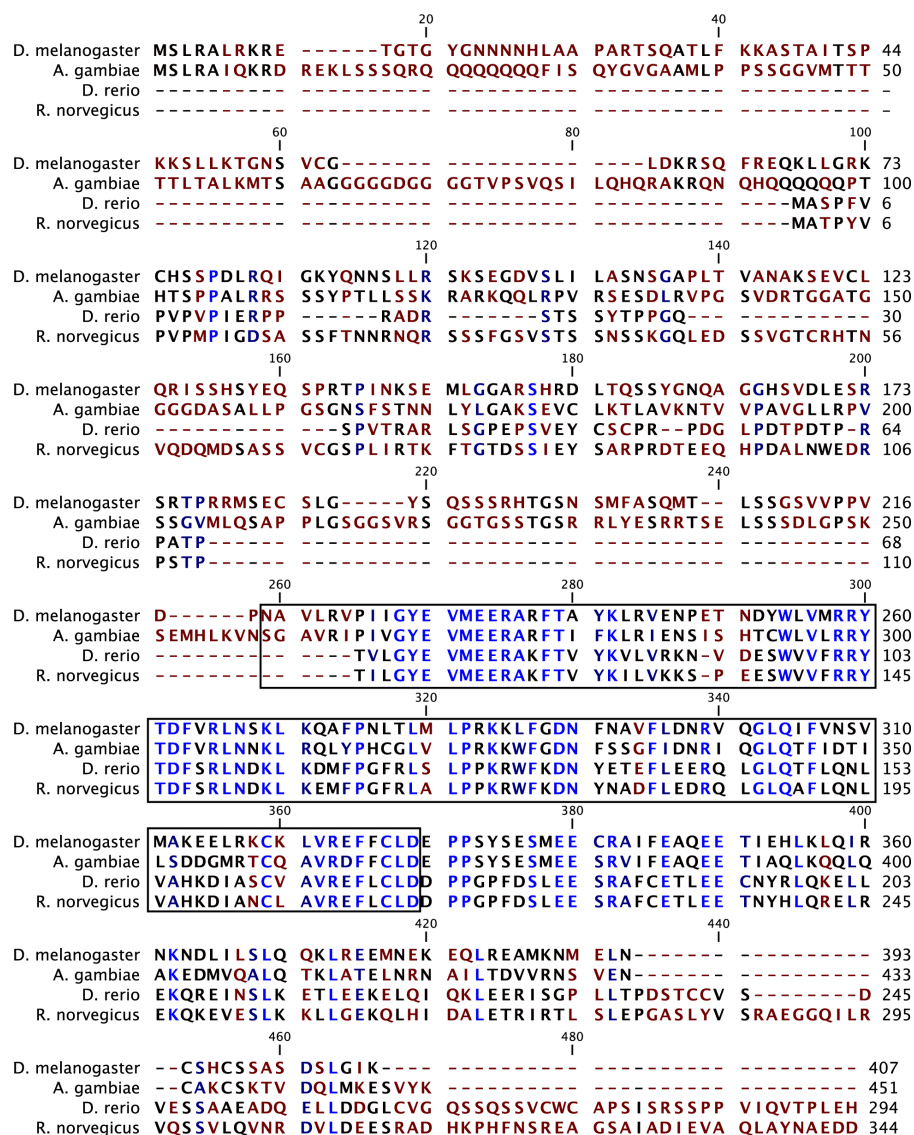 20 40
D. melanogaster MSLRALRKRE ------TGTG YGNNNNHLAA PARTSQATLF KKASTAITSP 44
A. gambiae MSLRAIQKRD REKLSSSQRQ QQQQQQQFIS QYGVGAAMLP PSSGGVMTTT 50
D. rerio ---------- ---------- ---------- ---------- ---------- -
R. norvegicus ---------- ---------- ---------- ---------- ---------- -
60 80 100
D. melanogaster KKSLLKTGNS VCG------- ---------- ----LDKRSQ FREQKLLGRK 73
A. gambiae TTLTALKMTS AAGGGGGDGG GGTVPSVQSI LQHQRAKRQN QHQQQQQQPT 100
D. rerio ---------- ---------- ---------- ---------- ----MASPFV 6
R. norvegicus ---------- ---------- ---------- ---------- ----MATPYV 6
120 140
D. melanogaster CHSSPDLRQI GKYQNNSLLR SKSEGDVSLI LASNSGAPLT VANAKSEVCL 123
A. gambiae HTSPPALRRS SSYPTLLSSK RARKQQLRPV RSESDLRVPG SVDRTGGATG 150
D. rerio PVPVPIERPP ------RADR -------STS SYTPPGQ--- ---------- 30
R. norvegicus PVPMPIGDSA SSFTNNRNQR SSSFGSVSTS SNSSKGQLED SSVGTCRHTN 56
160 180 200
D. melanogaster QRISSHSYEQ SPRTPINKSE MLGGARSHRD LTQSSYGNQA GGHSVDLESR 173
A. gambiae GGGDASALLP GSGNSFSTNN LYLGAKSEVC LKTLAVKNTV VPAVGLLRPV 200
D. rerio ---------- ---SPVTRAR LSGPEPSVEY CSCPR--PDG LPDTPDTP-R 64
R. norvegicus VQDQMDSASS VCGSPLIRTK FTGTDSSIEY SARPRDTEEQ HPDALNWEDR 106
220 240
D. melanogaster SRTPRRMSEC SLG-----YS QSSSRHTGSN SMFASQMT-- LSSGSVVPPV 216
A. gambiae SSGVMLQSAP PLGSGGSVRS GGTGSSTGSR RLYESRRTSE LSSSDLGPSK 250
D. rerio PATP------ ---------- ---------- ---------- ---------- 68
R. norvegicus PSTP------ ---------- ---------- ---------- ---------- 110
260 280 300
D. melanogaster D------PNA VLRVPIIGYE VMEERARFTA YKLRVENPET NDYWLVMRRY 260
A. gambiae SEMHLKVNSG AVRIPIVGYE VMEERARFTI FKLRIENSIS HTCWLVMRRY 300
D. rerio ---------- -----TVLGYE VMEERAKFTV YKVLVRKN-V DESWVVFRRY 103
R. norvegicus ---------- -----TILGYE VMEERAKFTV YKILVKKS-P EESWVVFRRY 145
320 340
D. melanogaster TDFVRLNSKL KQAFPNLTLM LPRKKLFGDN FNAVFLDNRV QGLQIFVNSV 310
A. gambiae TDFVRLNNKL RQLYPHCGLV LPRKKWFGDN FSSGFIDNRI QGLQTFIDTI 350
D. rerio TDFSRLNDKL KDMFPGFRLS LPPKRWFKDN YETEFLEERQ LGLQTFLQNL 153
R. norvegicus TDFSRLNDKL KEMFPGFRLA LPPKRWFKDN YNADFLEDRQ LGLQAFLQNL 195
360 380 400
D. melanogaster MAKEELRKCK LVREFFCLDE PPSYSESMEE CRAIFEAQEE TIEHLKLQIR 360
A. gambiae LSDDGMRTCQ AVRDFFCLDE PPSYSESMEE SRVIFEAQEE TIAQLKQQLQ 400
D. rerio VAHKDIASCV AVREFLCLDD PPGPFDSLEE SRAFCETLEE CNYRLQKELL 203
R. norvegicus VAHKDIANCL AVREFLCLDD PPGPFDSLEE SRAFCETLEE TNYHLQRELR 245
420 440
D. melanogaster NKNDLILSLQ QKLREEMNEK EQLREAMKNM ELN------- ---------- 393
A. gambiae AKEDMVQALQ TKLATELNRN AILTDVVRNS VEN------- ---------- 433
D. rerio EKQREINSLK ETLEEKELQI QKLEERISGP LLTPDSTCCV S--------D 245
R. norvegicus EKQKEVESLK KLLGEKQLHI DALETRIRTL SLEPGASLYV SRAEGGQILR 295
460 480
D. melanogaster --CSHCSSAS DSLGIK---- ---------- ---------- ---------- 407
A. gambiae --CAKCSKTV DQLMKESVYK ---------- ---------- ---------- 451
D. rerio VESSAAEADQ ELLDDGLCVG QSSQSSVCWC APSISRSSPP VIQVTPLEH 294
R. norvegicus VQSSVLQVNR DVLDEESRAD HKPHFNSREA GSAIADIEVA QLAYNAEDD 344